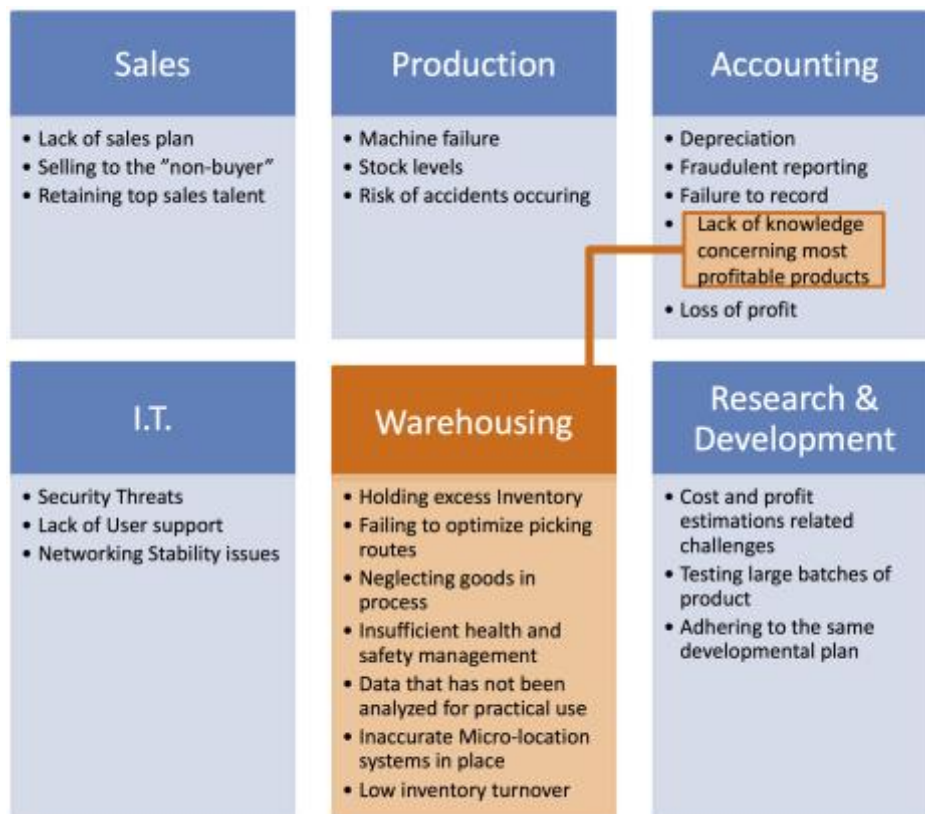 Sales
• Lack of sales plan
• Selling to the "non-buyer"
• Retaining top sales talent
Production
• Machine failure
• Stock levels
• Risk of accidents occuring
Accounting
• Depreciation
• Fraudulent reporting
• Failure to record
• Lack of knowledge
concerning most
profitable products
• Loss of profit
I.T.
• Security Threats
• Lack of User support
• Networking Stability issues
Warehousing
• Holding excess Inventory
• Failing to optimize picking
routes
• Neglecting goods in
process
• Insufficient health and
safety management
• Data that has not been
analyzed for practical use
• Inaccurate Micro-location
systems in place
• Low inventory turnover
Research &
Development
• Cost and profit
estimations related
challenges
• Testing large batches of
product
• Adhering to the same
developmental plan